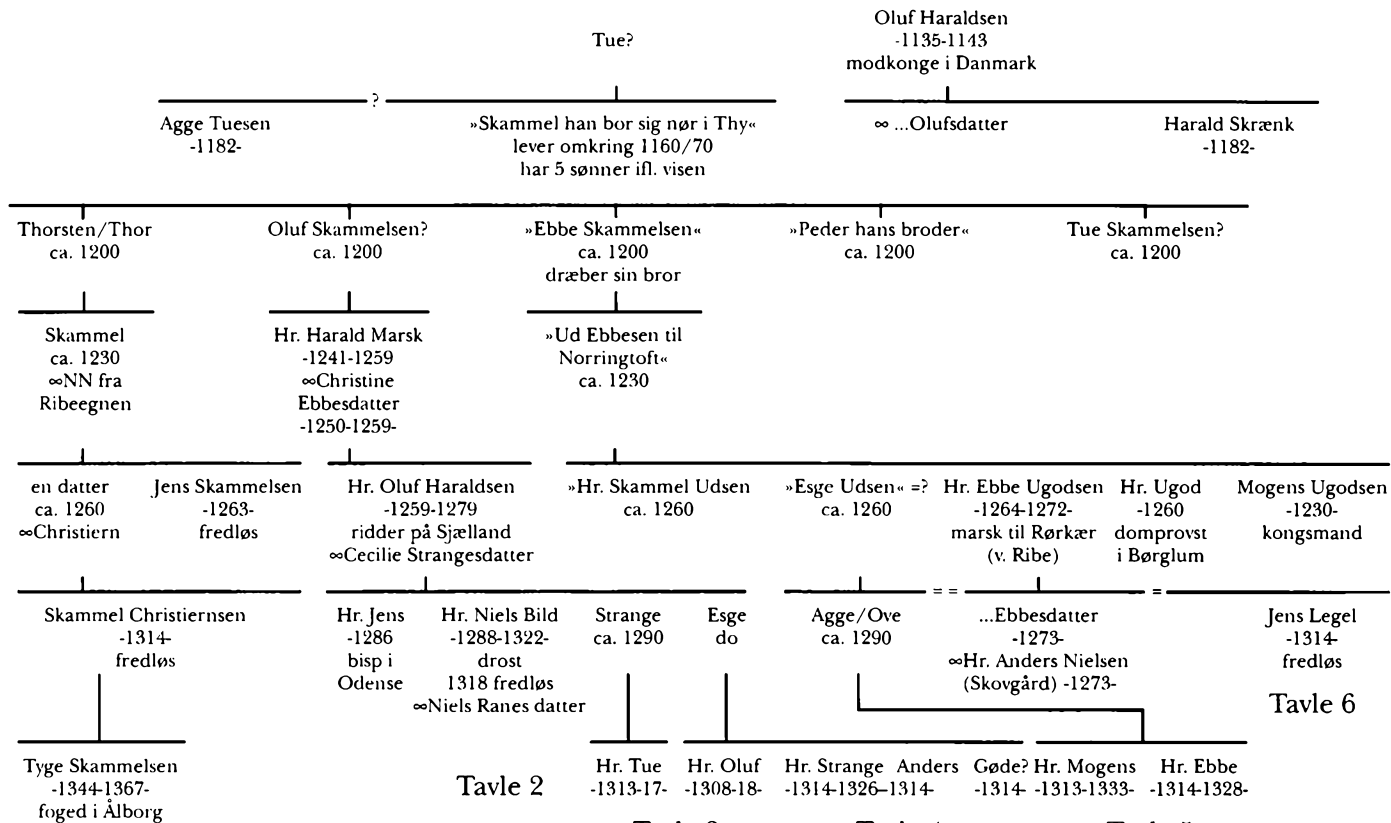 Tue?
Oluf Haraldsen
-1135-1143
modkonge i Danmark
?
Agge Tuesen
-1182-
»Skammel han bor sig nør i Thy«
lever omkring 1160/70
har 5 sønner ifl. visen
∞ ...Olufsdatter
Harald Skrænk
-1182-
Thorsten/Thor
ca. 1200
Oluf Skammelsen?
ca. 1200
»Ebbe Skammelsen«
ca. 1200
dræber sin bror
»Peder hans broder«
ca. 1200
Tue Skammelsen?
ca. 1200
Skammel
ca. 1230
∞NN fra
Ribeegnen
Hr. Harald Marsk
-1241-1259
∞Christine
Ebbesdatter
-1250-1259-
»Ud Ebbesen til
Norringtoft«
ca. 1230
en datter
ca. 1260
∞Christiern
Jens Skammelsen
-1263-
fredløs
Hr. Oluf Haraldsen
-1259-1279
ridder på Sjælland
∞Cecilie Strangesdatter
»Hr. Skammel Udsen
ca. 1260
»Esge Udsen« =?
ca. 1260
Hr. Ebbe Ugodsen
-1264-1272-
marsk til Rørkær
(v. Ribe)
Hr. Ugod
-1260
domprovst
i Børglum
Mogens Ugodsen
-1230-
kongsmand
= =
=
Skammel Christiernsen
-1314-
fredløs
Hr. Jens
-1286
bisp i
Odense
Hr. Niels Bild
-1288-1322-
drost
1318 fredløs
∞Niels Ranes datter
Strange
ca. 1290
Esge
do
Agge/Ove
ca. 1290
...Ebbesdatter
-1273-
∞Hr. Anders Nielsen
(Skovgård) -1273-
Jens Legel
-1314-
fredløs
Tavle 6
Tyge Skammelsen
-1344-1367-
foged i Ålborg
Tavle 2
Hr. Tue
-1313-17-
Hr. Oluf
-1308-18-
Hr. Strange
-1314-1326-
Anders
-1314-
Gøde?
-1314-
Hr. Mogens
-1313-1333-
Hr. Ebbe
-1314-1328-